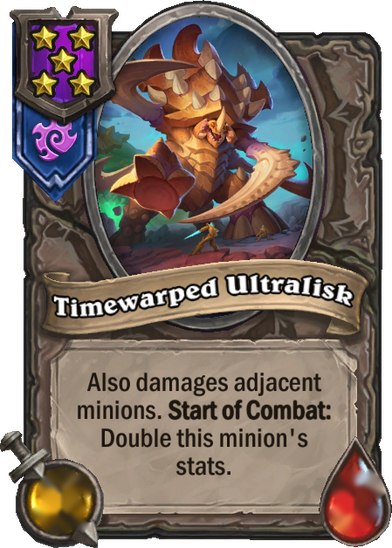 Timewarped Ultralisk
Also damages adjacent
minions. Start of Combat:
Double this minion's
stats.